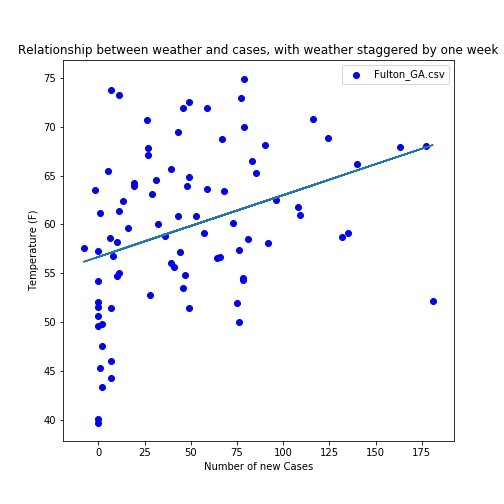 Relationship between weather and cases, with weather staggered by one week
Fulton_GA.csv
Temperature (F)
75
70
65
60
55
50
45
40
0 25 50 75 100 125 150 175
Number of new Cases